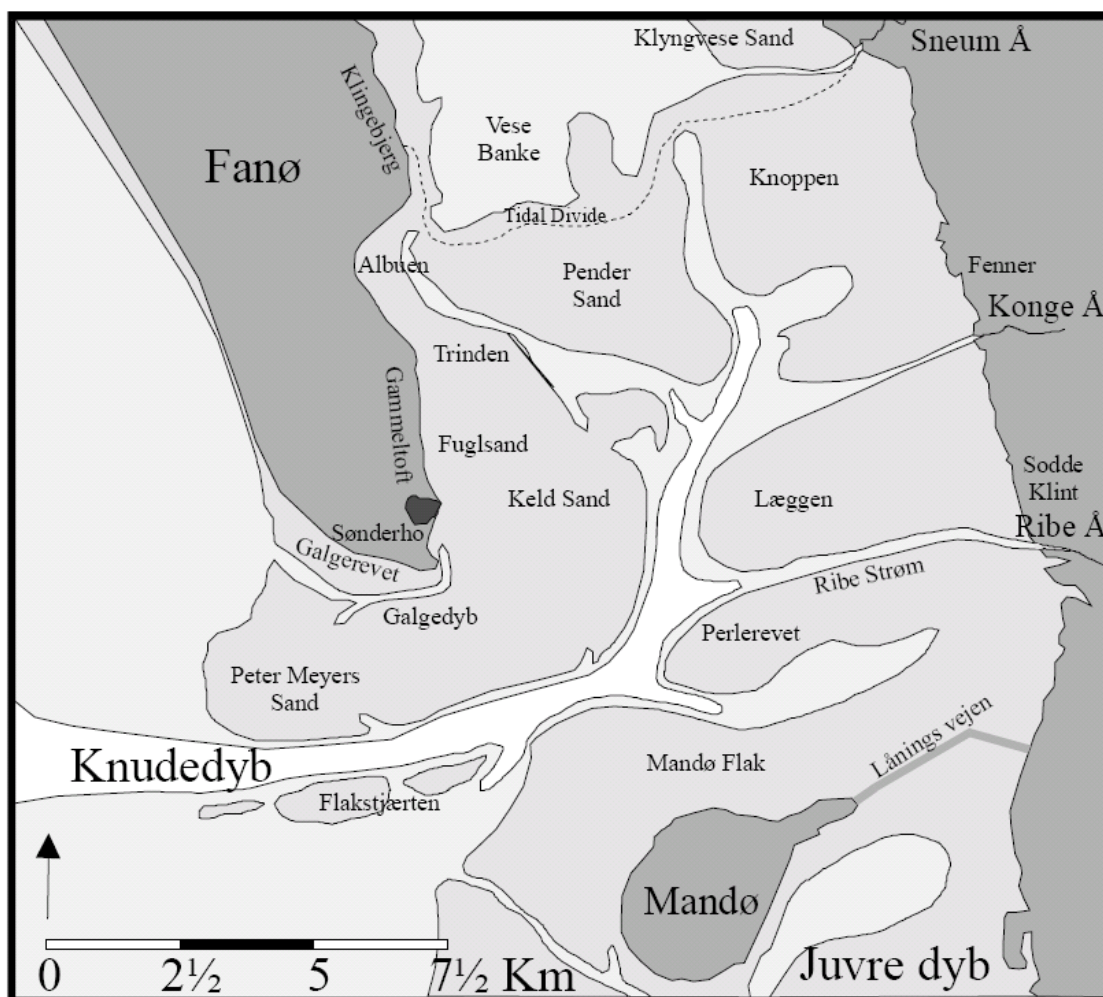 Klyngvese Sand
Sneum Å
Klingebjerg
Vese
Banke
Fanø
Knoppen
Tidal Divide
Albuen
Pender
Sand
Fenner
Konge Å
Trinden
Gammeltoft
Fuglsand
Keld Sand
Læggen
Sodde
Klint
Ribe Å
Sønderho
Galgerevet
Ribe Strøm
Galgedyb
Perlerevet
Peter Meyers
Sand
Lånings vejen
Knudedyb
Mandø Flak
Flakstjærten
Mandø
Juvre dyb
0 2½ 5 7½ Km